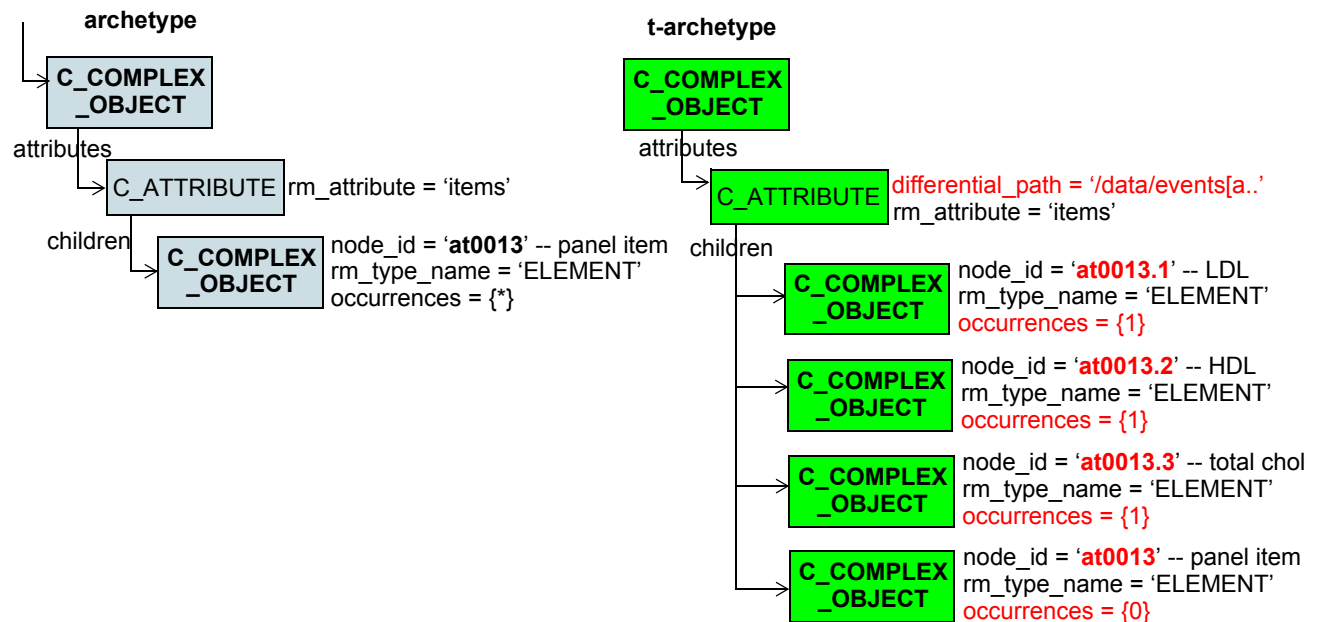 archetype
C_COMPLEX
_OBJECT
attributes
C_ATTRIBUTE
rm_attribute = ‘items’
children
C_COMPLEX
_OBJECT
node_id = ‘at0013’ -- panel item
rm_type_name = ‘ELEMENT’
occurrences = {*}
t-archetype
C_COMPLEX
_OBJECT
attributes
C_ATTRIBUTE
differential_path = ‘/data/events[a..’
rm_attribute = ‘items’
children
C_COMPLEX
_OBJECT
node_id = ‘at0013.1’ -- LDL
rm_type_name = ‘ELEMENT’
occurrences = {1}
C_COMPLEX
_OBJECT
node_id = ‘at0013.2’ -- HDL
rm_type_name = ‘ELEMENT’
occurrences = {1}
C_COMPLEX
_OBJECT
node_id = ‘at0013.3’ -- total chol
rm_type_name = ‘ELEMENT’
occurrences = {1}
C_COMPLEX
_OBJECT
node_id = ‘at0013’ -- panel item
rm_type_name = ‘ELEMENT’
occurrences = {0}